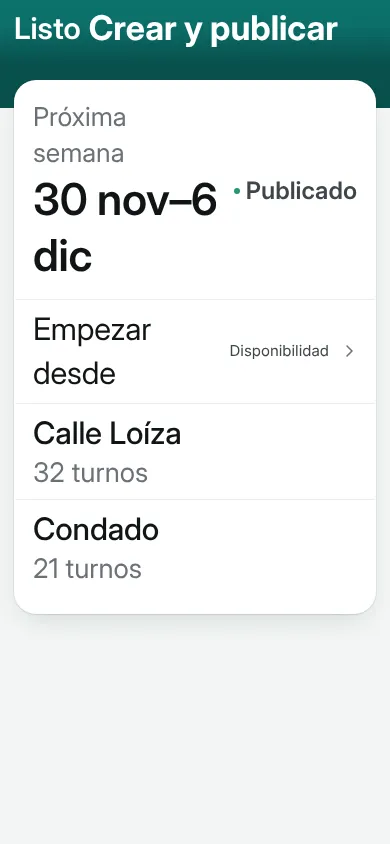 Listo Crear y publicar
Próxima
semana
30 nov–6
dic
Publicado
Empezar
desde
Disponibilidad
Calle Loíza
32 turnos
Condado
21 turnos